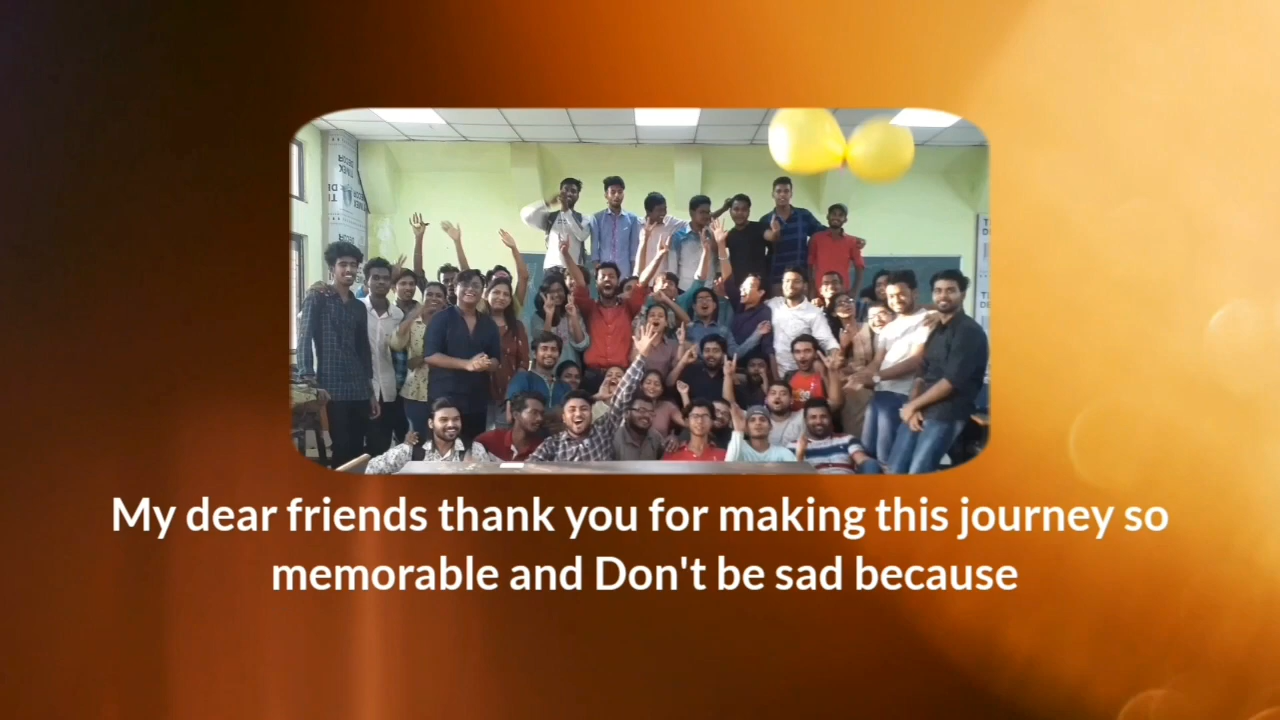 My dear friends thank you for making this journey so
memorable and Don't be sad because